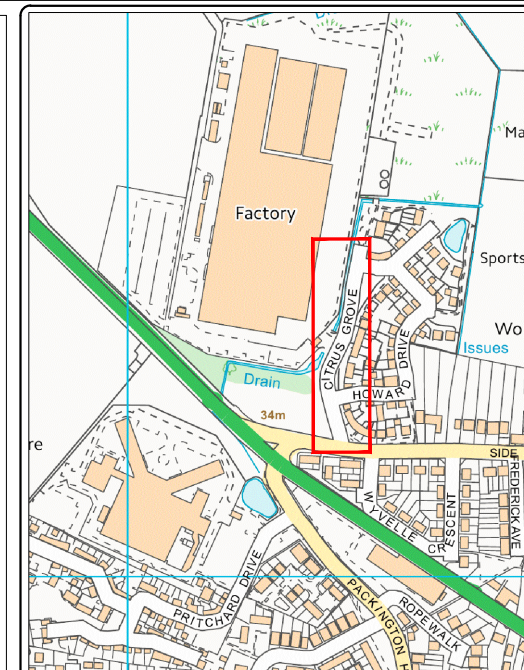 Factory
Ma
Sports
Wo
Issues
CITRUS GROVE
HOWARD DRIVE
Drain
34m
re
SIDE
FREDERICK AVE
WYVELLE
CRESCENT
PRITCHARD DRIVE
PACKINGTON
ROPEWALK